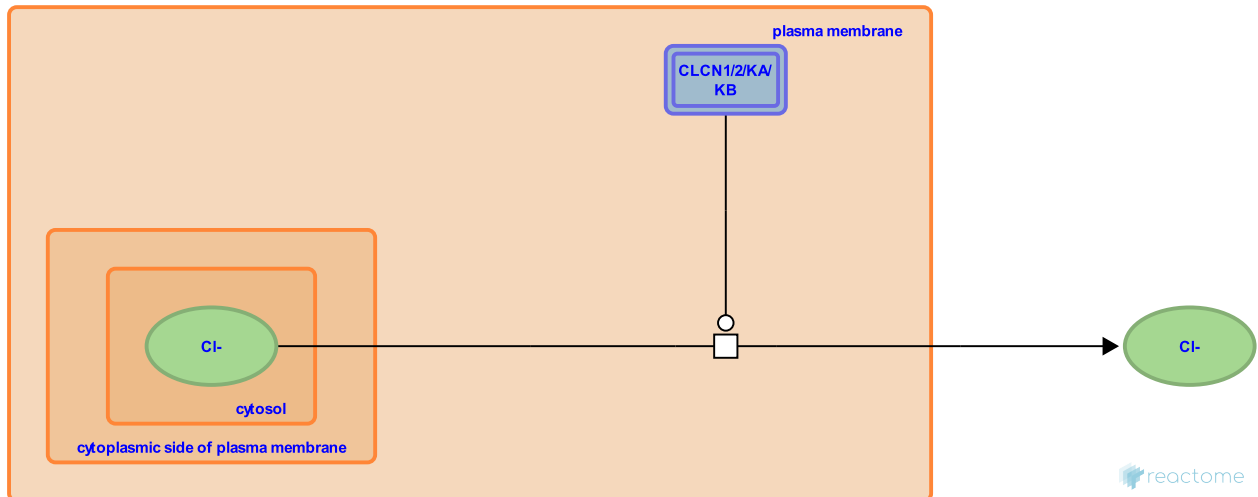 plasma membrane
CLCN1/2/KA/
KB
Cl-
Cl-
cytosol
cytoplasmic side of plasma membrane
reactome